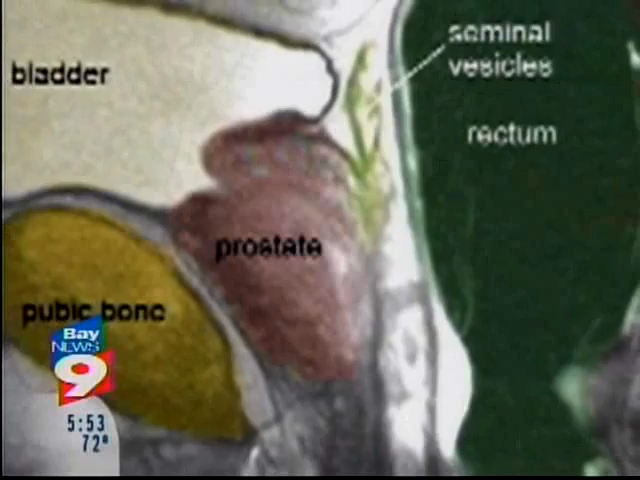 seminal
vesicles
bladder
rectum
prostate
pubic bone
Bay
NEWS
9
5:53
72°